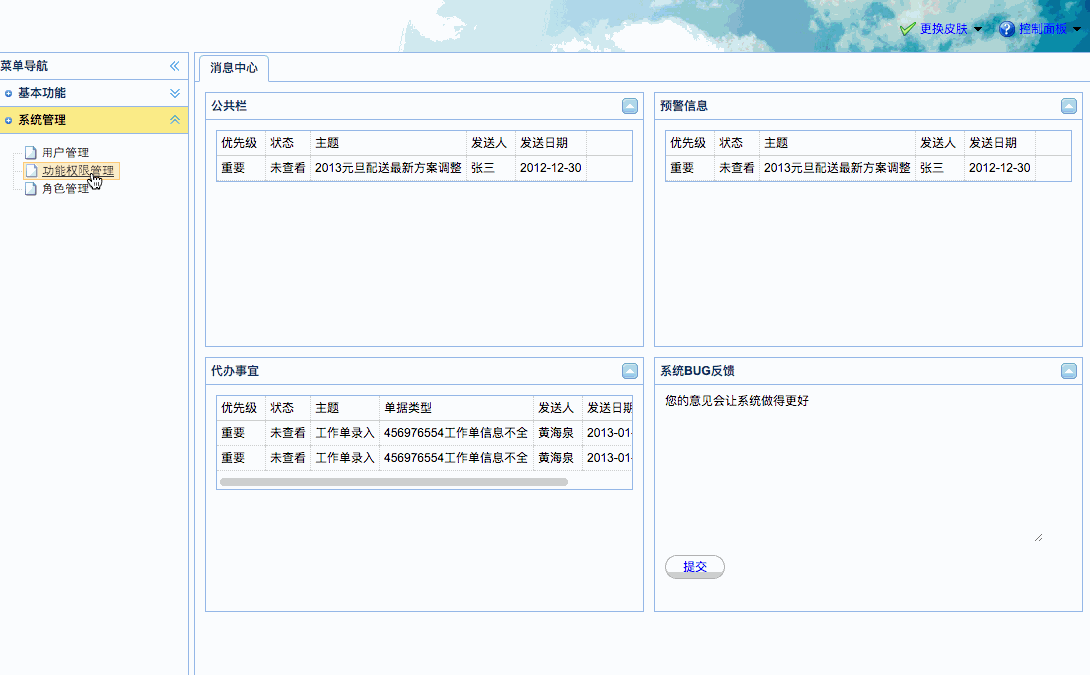 更换皮肤 控制面板
菜单导航
基本功能
系统管理
用户管理
功能权限管理
角色管理
消息中心
公共栏
优先级 状态 主题 发送人 发送日期
重要 未查看 2013元旦配送最新方案调整 张三 2012-12-30
预警信息
优先级 状态 主题 发送人 发送日期
重要 未查看 2013元旦配送最新方案调整 张三 2012-12-30
代办事宜
优先级 状态 主题 单据类型 发送人 发送日期
重要 未查看 工作单录入 456976554工作单信息不全 黄海泉 2013-01-
重要 未查看 工作单录入 456976554工作单信息不全 黄海泉 2013-01-
系统BUG反馈
您的意见会让系统做得更好
提交